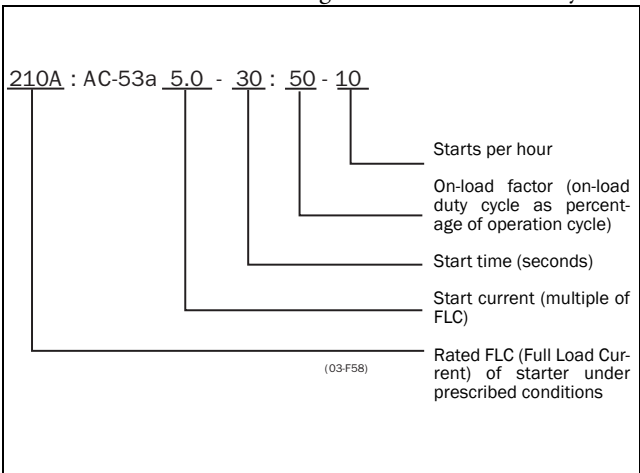 210A : AC-53a 5.0 - 30 : 50 - 10
Starts per hour
On-load factor (on-load
duty cycle as percent-
age of operation cycle)
Start time (seconds)
Start current (multiple of
FLC)
Rated FLC (Full Load Cur-
rent) of starter under
prescribed conditions
(03-F58)